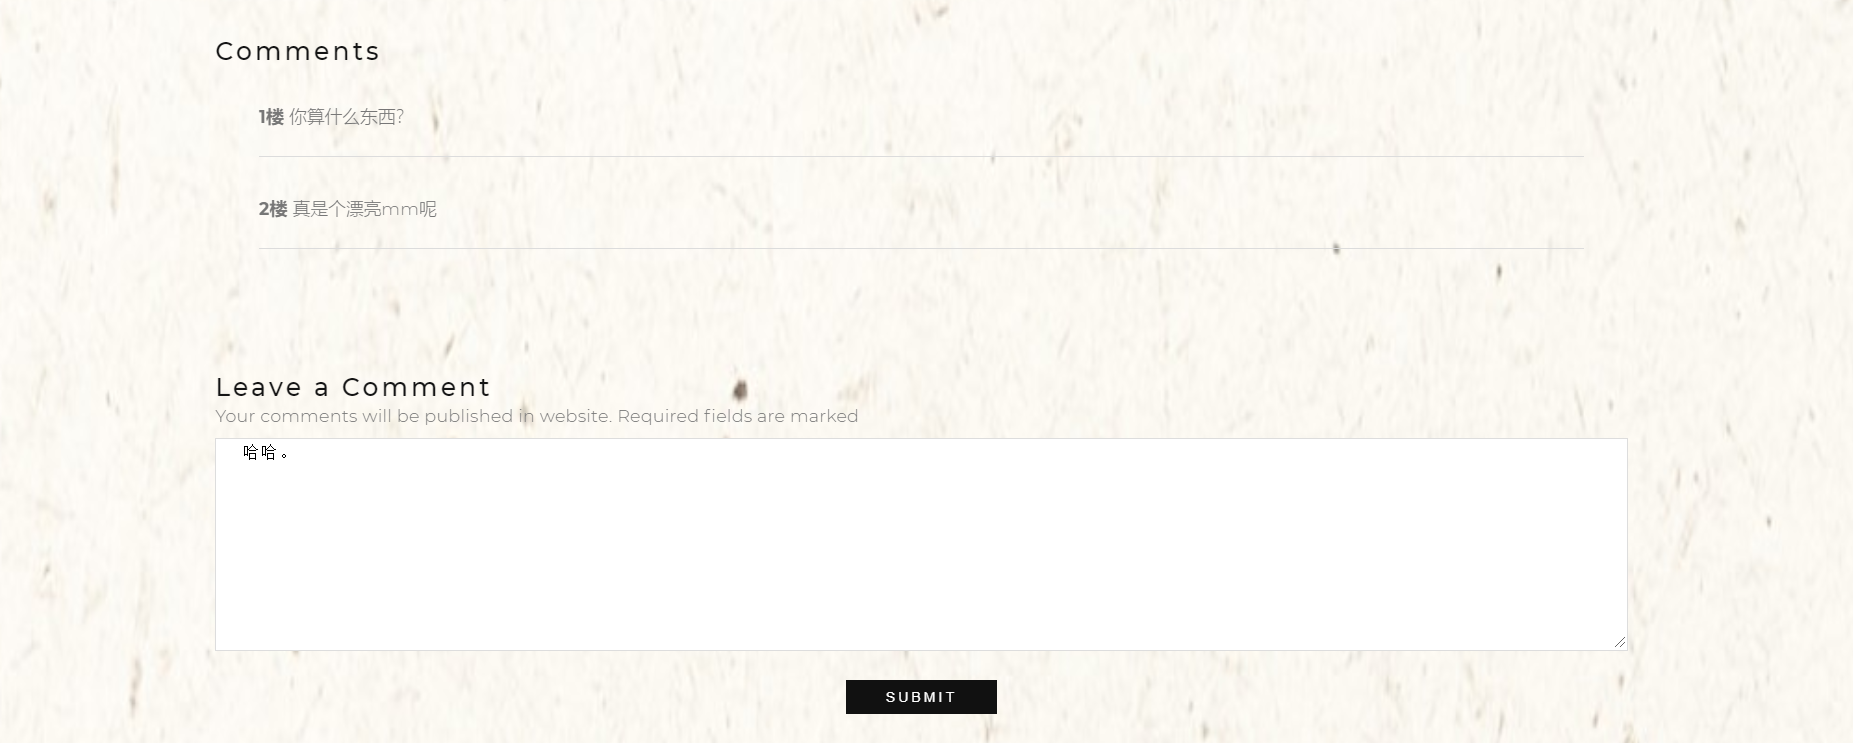 Comments
1楼 你算什么东西?
2楼 真是个漂亮mm呢
Leave a Comment
Your comments will be published in website. Required fields are marked
哈哈。
SUBMIT